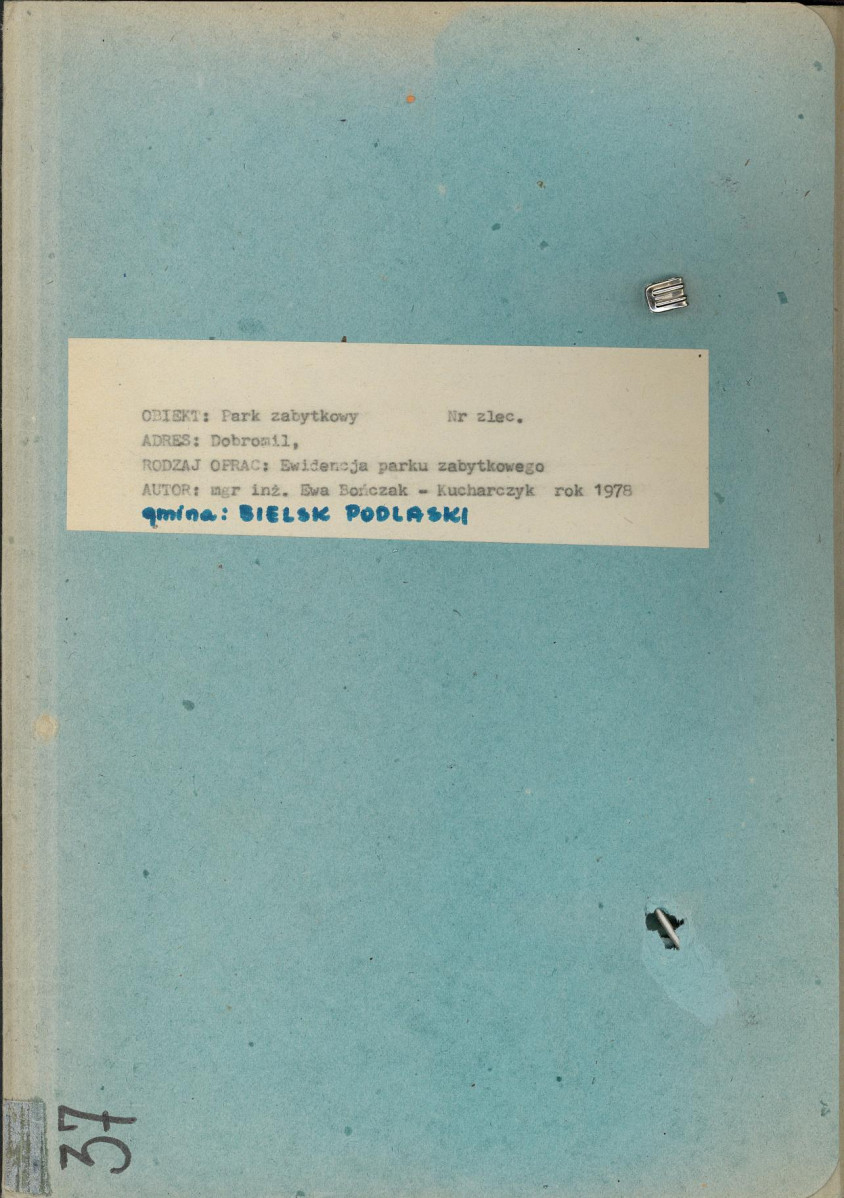 OBIEKT: Park zabytkowy Nr zlec.
ADRES: Dobromil,
RODZAJ OPRAC: Ewidencja parku zabytkowego
AUTOR: mgr inż. Ewa Bończak - Kucharczyk rok 1978
gmina: BIELSK PODLASKI
37